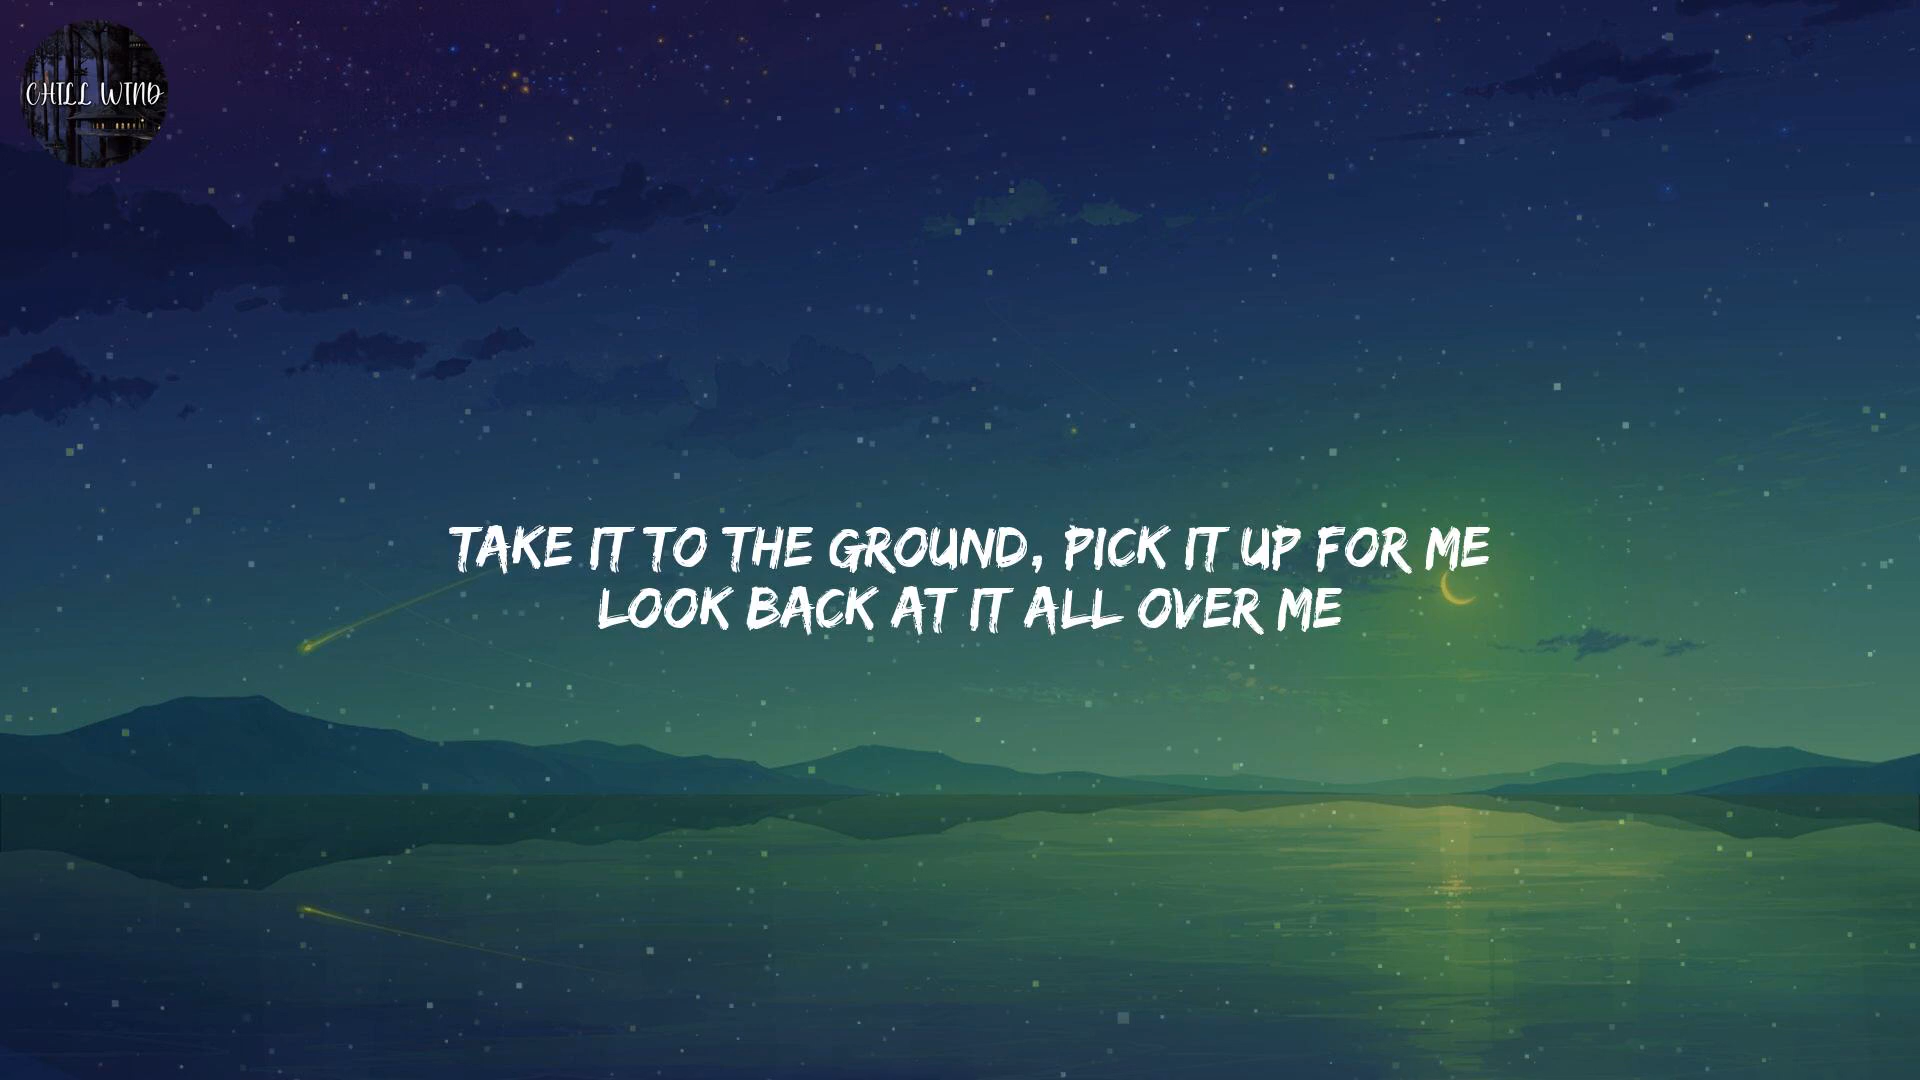 CHILL WIND
TAKE IT TO THE GROUND, PICK IT UP FOR ME
LOOK BACK AT IT ALL OVER ME